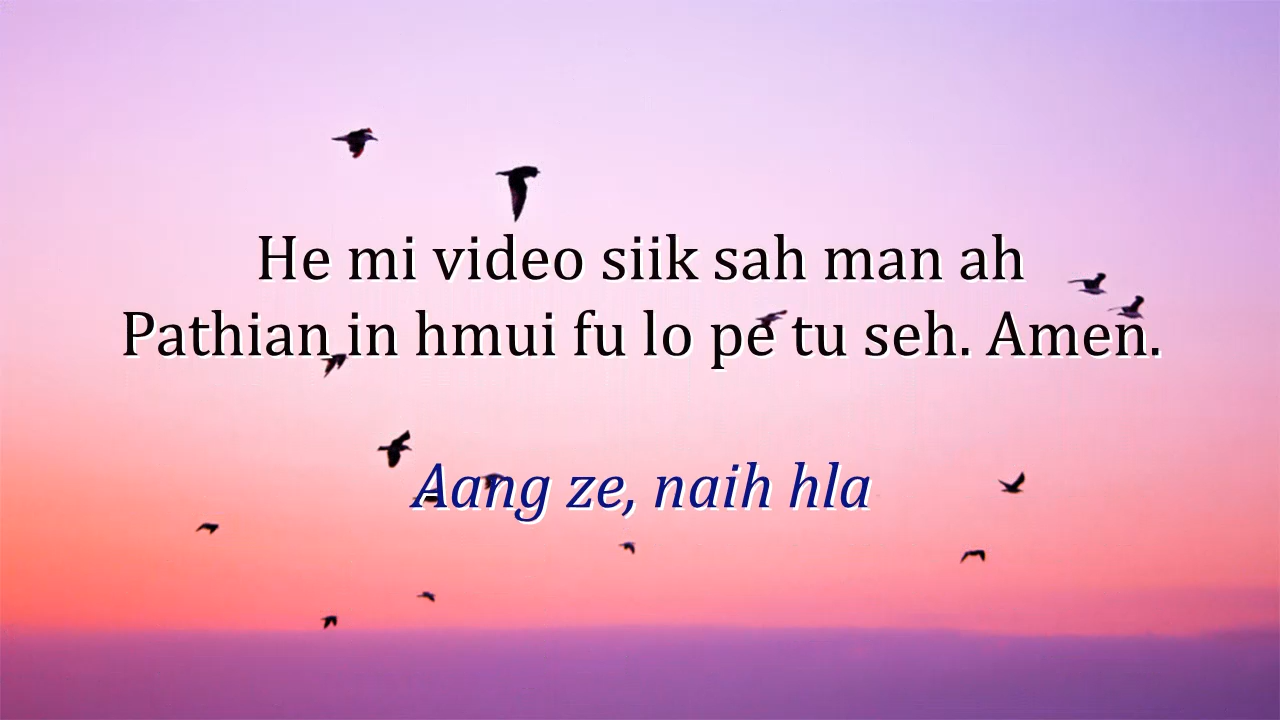 He mi video siik sah man ah
Pathian in hmui fu lo pe tu seh. Amen.
Aang ze, naih hla